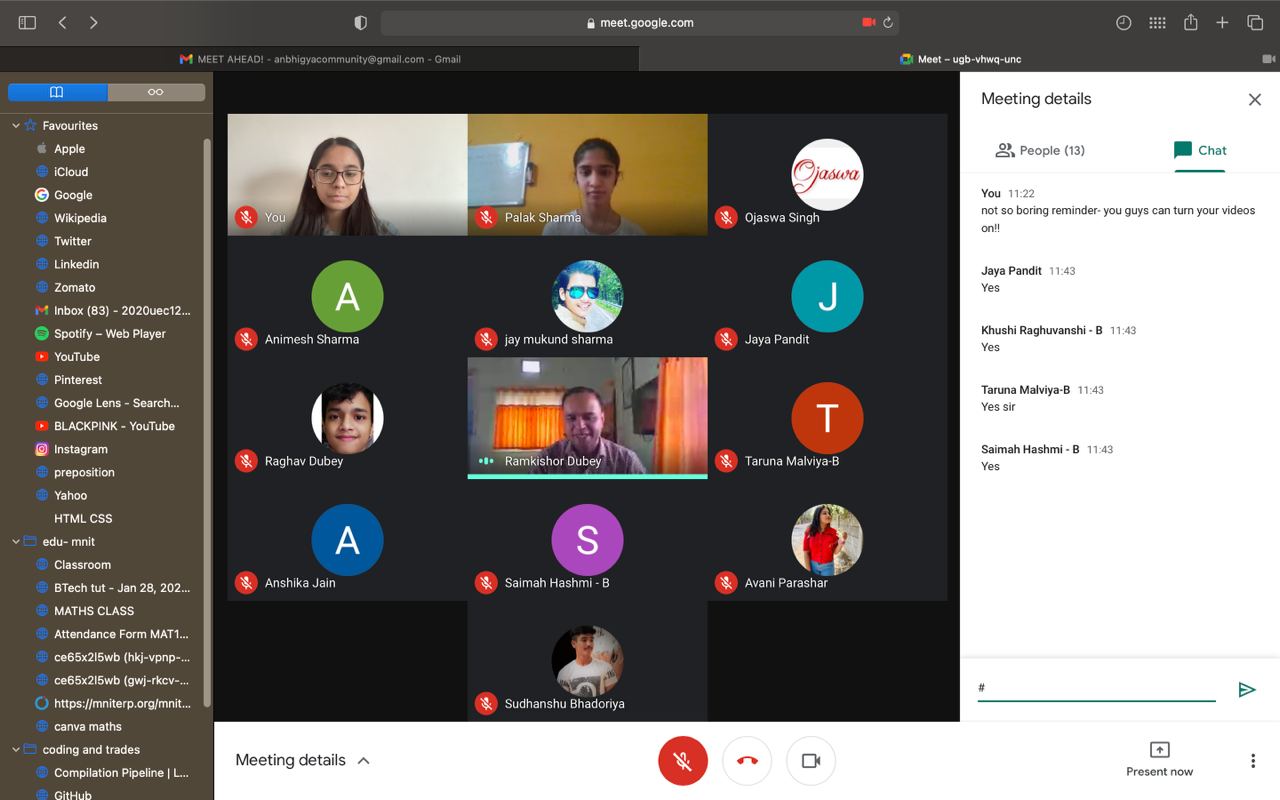 meet.google.com
MEET AHEAD! - anbhigyacommunity@gmail.com - Gmail
Meet – ugb-vhwq-unc
Favourites
Apple
iCloud
Google
Wikipedia
Twitter
Linkedin
Zomato
Inbox (83) - 2020uec12...
Spotify – Web Player
YouTube
Pinterest
Google Lens - Search...
BLACKPINK - YouTube
Instagram
preposition
Yahoo
HTML CSS
edu- mnit
Classroom
BTech tut - Jan 28, 202...
MATHS CLASS
Attendance Form MAT1...
ce65x2l5wb (hkj-vpnp-...
ce65x2l5wb (gwj-rkcv-...
https://mniterp.org/mnit...
canva maths
coding and trades
Compilation Pipeline | L...
GitHub
You
Palak Sharma
Ojaswa
Ojaswa Singh
A
Animesh Sharma
jay mukund sharma
J
Jaya Pandit
Raghav Dubey
Ramkishor Dubey
T
Taruna Malviya-B
A
Anshika Jain
S
Saimah Hashmi - B
Avani Parashar
Sudhanshu Bhadoriya
Meeting details
People (13)
Chat
You 11:22
not so boring reminder- you guys can turn your videos
on!!
Jaya Pandit 11:43
Yes
Khushi Raghuvanshi - B 11:43
Yes
Taruna Malviya-B 11:43
Yes sir
Saimah Hashmi - B 11:43
Yes
#
Meeting details
Present now